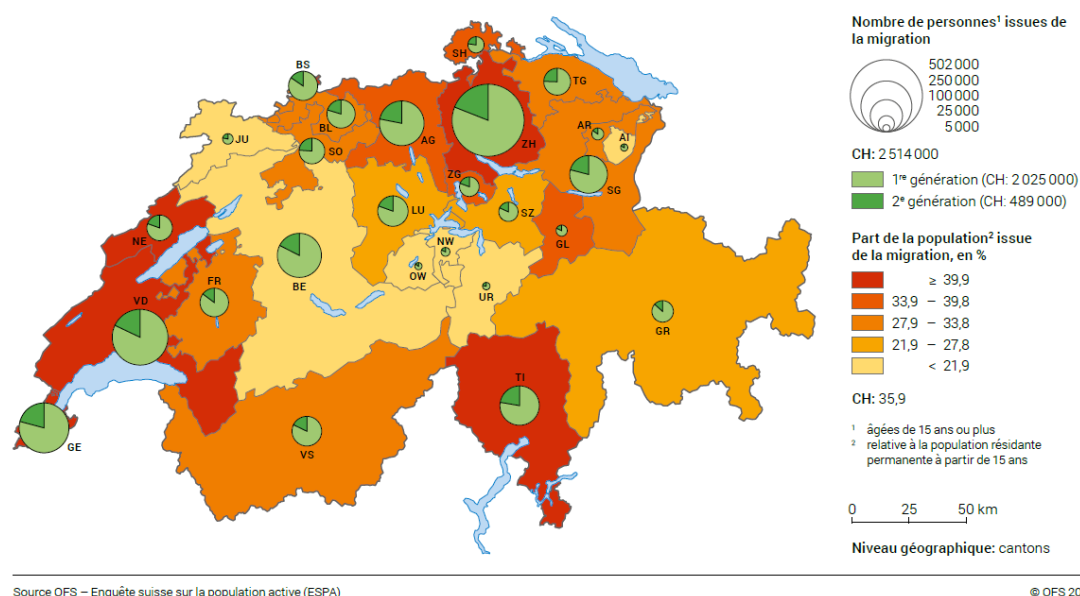 Nombre de personnes¹ issues de
la migration
502 000
250 000
100 000
25 000
5 000
CH: 2 514 000
1ʳᵉ génération (CH: 2 025 000)
2ᵉ génération (CH: 489 000)
Part de la population² issue
de la migration, en %
≥ 39,9
33,9 – 39,8
27,9 – 33,8
21,9 – 27,8
< 21,9
CH: 35,9
¹ âgées de 15 ans ou plus
² relative à la population résidante
permanente à partir de 15 ans
0 25 50 km
Niveau géographique: cantons
SH
BS
TG
BL
JU
AG
ZH
AR
AI
SO
ZG
SG
LU
SZ
NE
NW
GL
OW
BE
FR
UR
VD
GR
TI
GE
VS
Source OFS – Enquête suisse sur la population active (ESPA)
© OFS 20